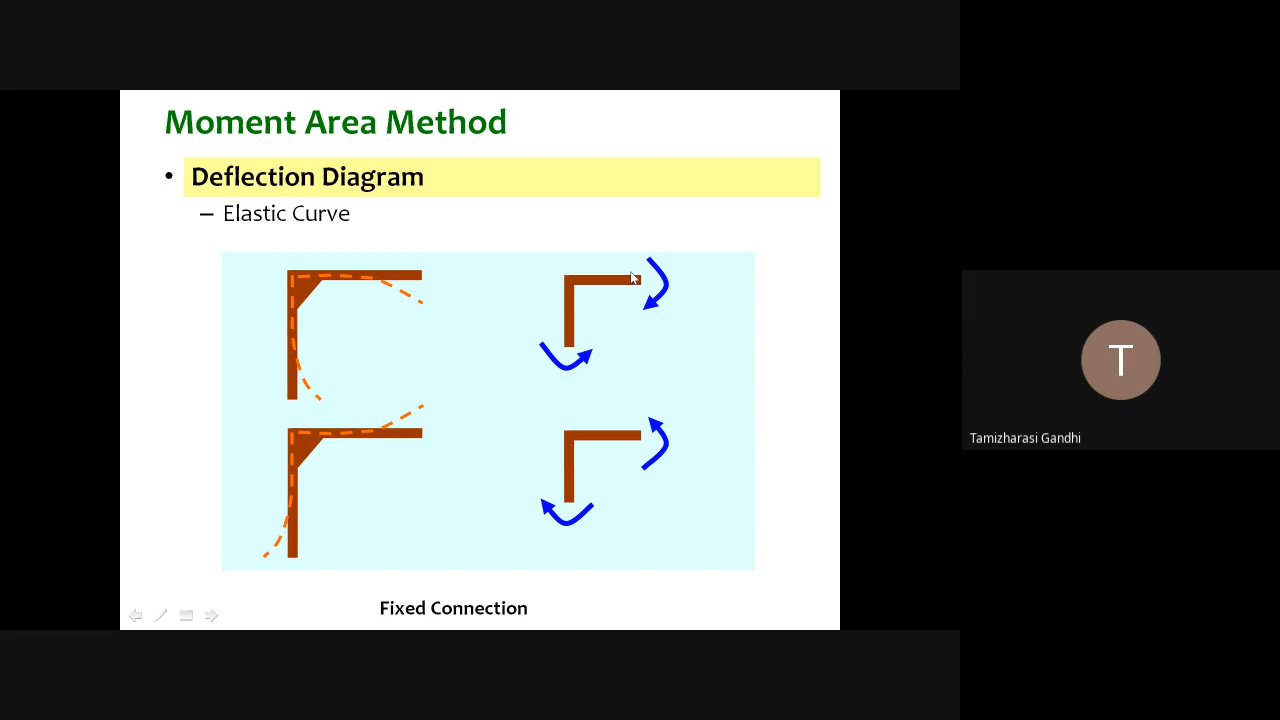 Moment Area Method
• Deflection Diagram
– Elastic Curve
Fixed Connection
T
Tamizharasi Gandhi